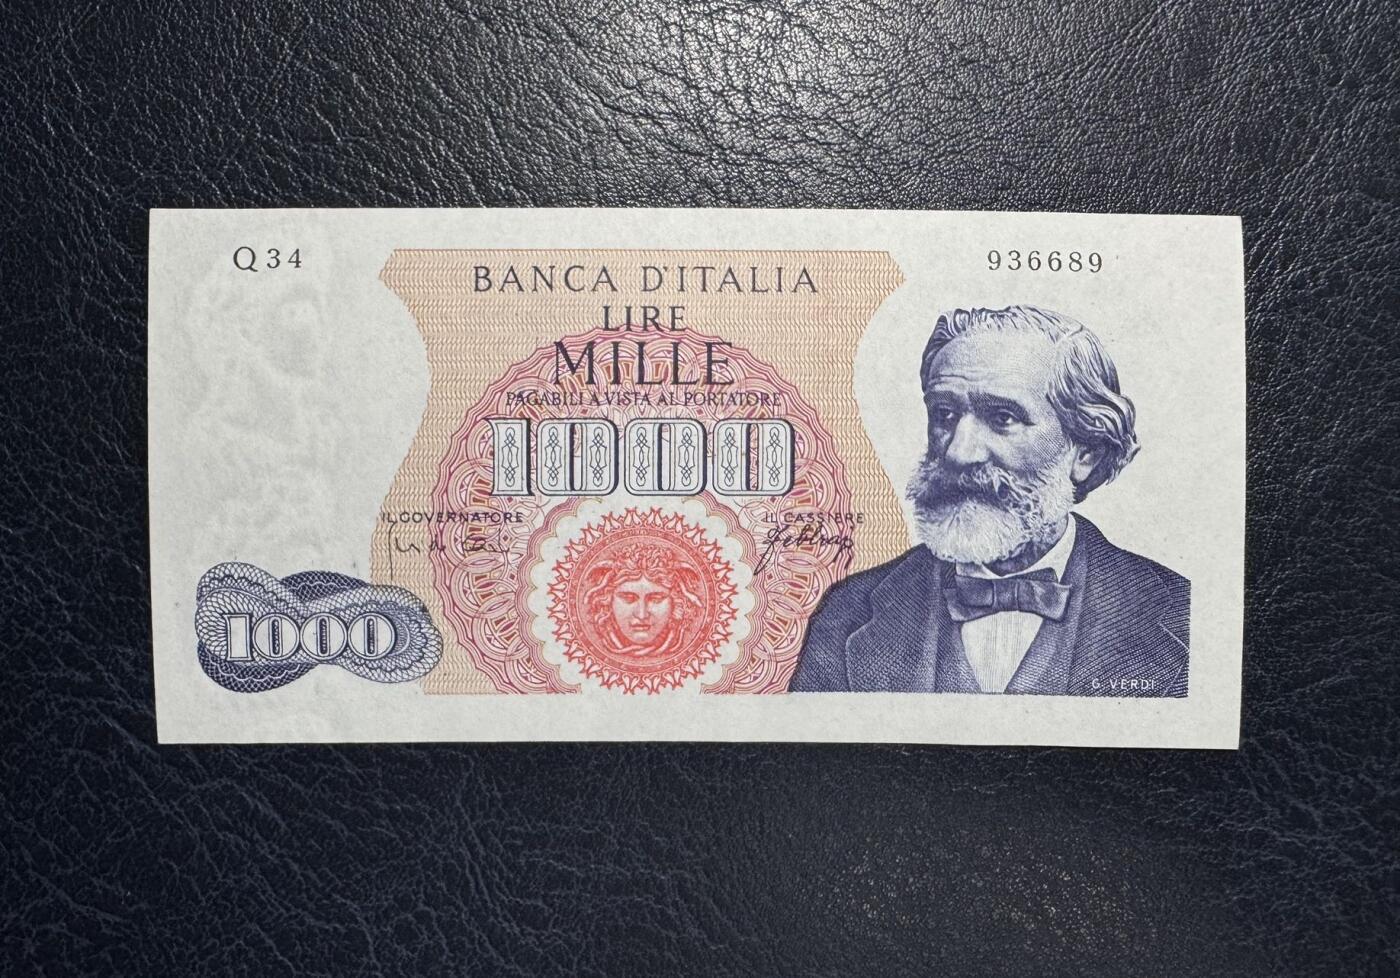 Q 34
936689
BANCA D'ITALIA
LIRE
MILLE
PAGABILI A VISTA AL PORTATORE
1000
IL GOVERNATORE
IL CASSIERE
1000
G. VERDI